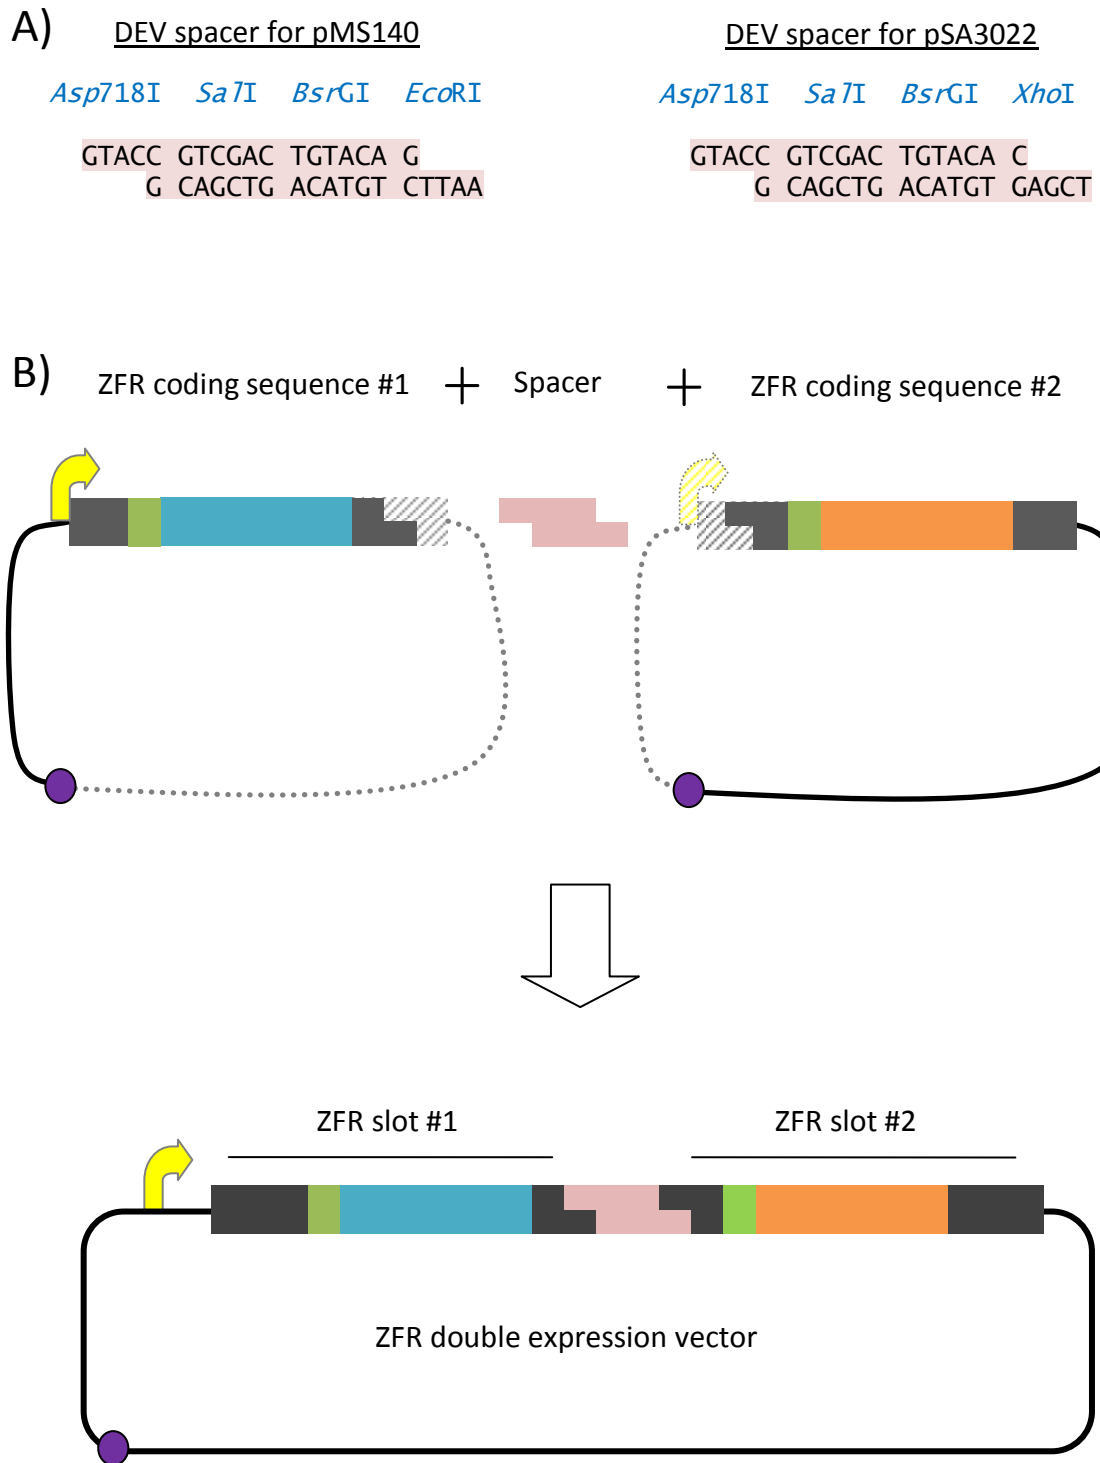 A)
DEV spacer for pMS140
DEV spacer for pSA3022
Asp718I SalI BsrGI EcoRI
Asp718I SalI BsrGI XhoI
GTACC GTCGAC TGTACA G
GTACC GTCGAC TGTACA C
G CAGCTG ACATGT CTTAA
G CAGCTG ACATGT GAGCT
B)
ZFR coding sequence #1 + Spacer + ZFR coding sequence #2
ZFR slot #1
ZFR slot #2
ZFR double expression vector